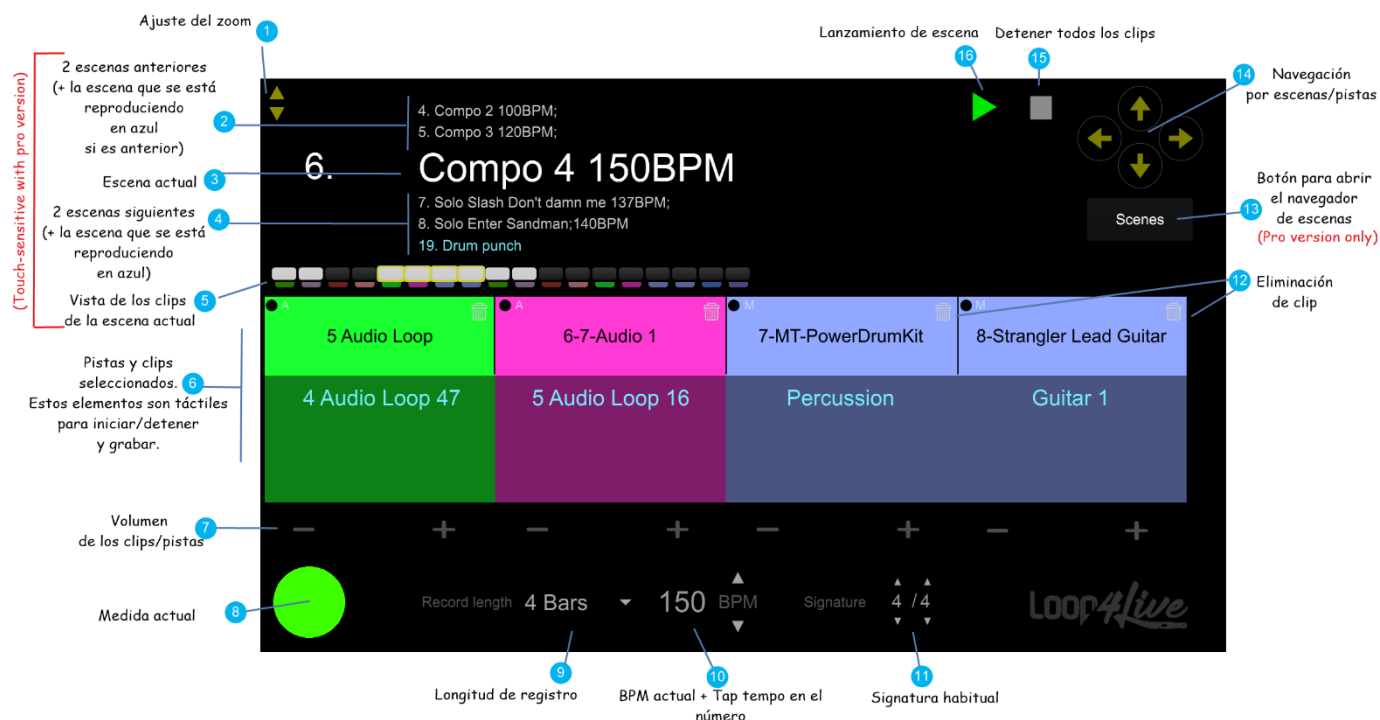 Ajuste del zoom
1
Lanzamiento de escena
16
Detener todos los clips
15
(Touch-sensitive with pro version)
2 escenas anteriores
(+ la escena que se está
reproduciendo
en azul
si es anterior)
2
4. Compo 2 100BPM;
5. Compo 3 120BPM;
14
Navegación
por escenas/pistas
Escena actual
3
6.
Compo 4 150BPM
2 escenas siguientes
(+ la escena que se está
reproduciendo
en azul)
4
7. Solo Slash Don't damn me 137BPM;
8. Solo Enter Sandman;140BPM
19. Drum punch
Scenes
13
Botón para abrir
el navegador
de escenas
(Pro version only)
Vista de los clips
de la escena actual
5
12
Eliminación
de clip
A
5 Audio Loop
A
6-7-Audio 1
M
7-MT-PowerDrumKit
M
8-Strangler Lead Guitar
Pistas y clips
seleccionados.
Estos elementos son táctiles
para iniciar/detener
y grabar.
6
4 Audio Loop 47
5 Audio Loop 16
Percussion
Guitar 1
Volumen
de los clips/pistas
7
− +
− +
− +
− +
Medida actual
8
Record length
4 Bars
150 BPM
Signature
4 / 4
Loop4Live
9
Longitud de registro
10
BPM actual + Tap tempo en el
número
11
Signatura habitual